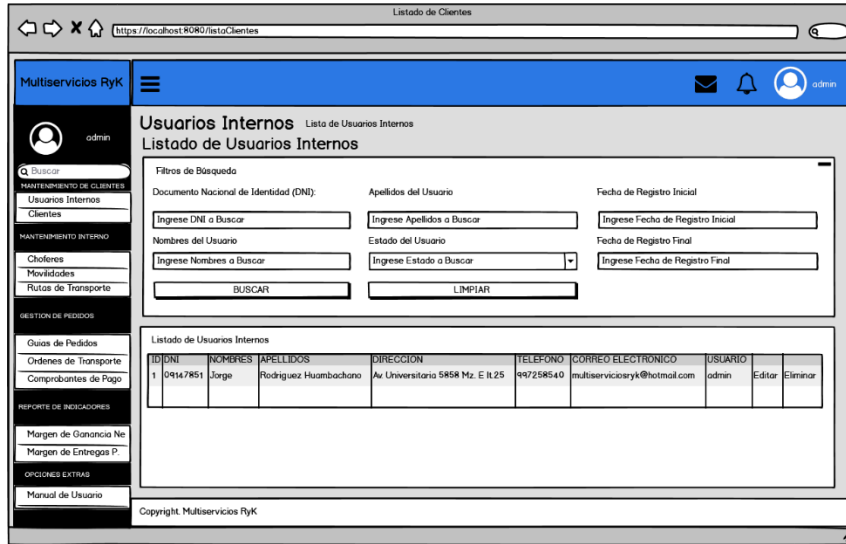 Listado de Clientes
https://localhost:8080/listaClientes
Multiservicios RyK
admin
admin
Buscar
MANTENIMIENTO DE CLIENTES
Usuarios Internos
Clientes
MANTENIMIENTO INTERNO
Choferes
Movilidades
Rutas de Transporte
GESTION DE PEDIDOS
Guias de Pedidos
Ordenes de Transporte
Comprobantes de Pago
REPORTE DE INDICADORES
Margen de Ganancia Ne
Margen de Entregas P.
OPCIONES EXTRAS
Manual de Usuario
Usuarios Internos Lista de Usuarios Internos
Listado de Usuarios Internos
Filtros de Búsqueda
Documento Nacional de Identidad (DNI): Apellidos del Usuario Fecha de Registro Inicial
Ingrese DNI a Buscar Ingrese Apellidos a Buscar Ingrese Fecha de Registro Inicial
Nombres del Usuario Estado del Usuario Fecha de Registro Final
Ingrese Nombres a Buscar Ingrese Estado a Buscar Ingrese Fecha de Registro Final
BUSCAR LIMPIAR
Listado de Usuarios Internos
ID DNI NOMBRES APELLIDOS DIRECCION TELEFONO CORREO ELECTRONICO USUARIO
1 09147851 Jorge Rodriguez Huambachano Av. Universitaria 5858 Mz. E lt.25 997258540 multiserviciosryk@hotmail.com admin Editar Eliminar
Copyright. Multiservicios RyK